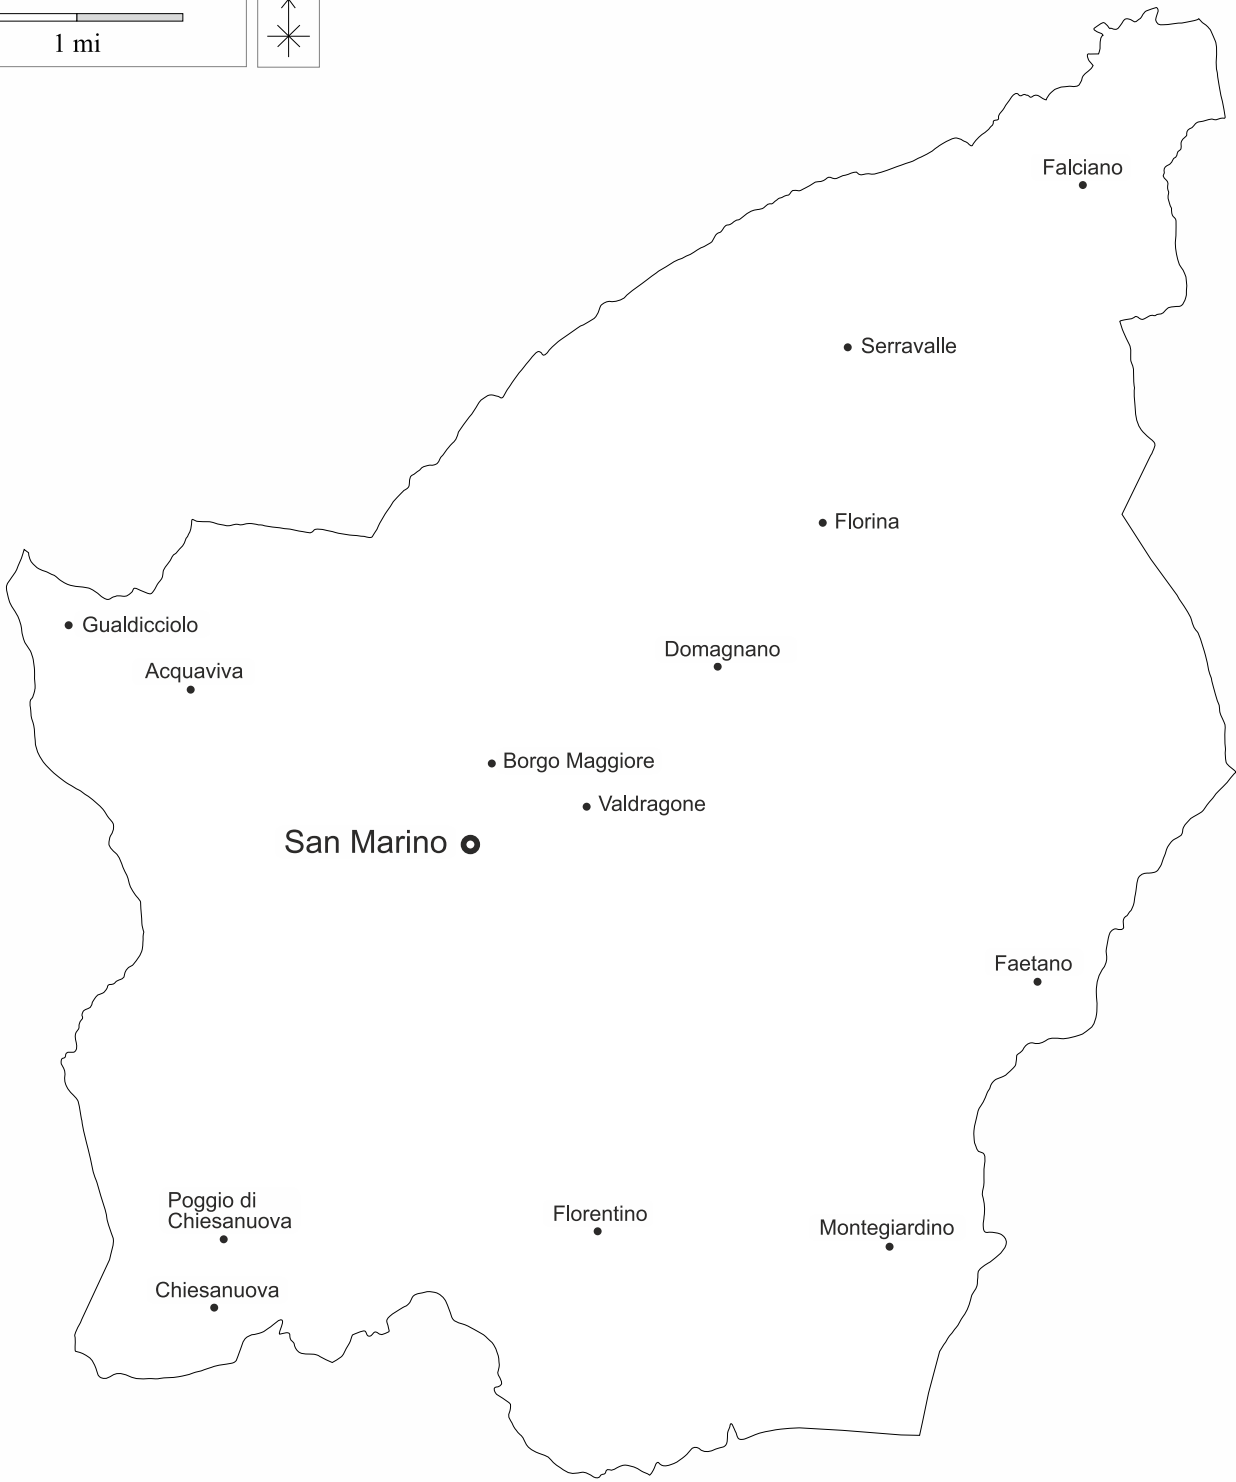 1 mi
Falciano
Serravalle
Florina
Gualdicciolo
Domagnano
Acquaviva
Borgo Maggiore
Valdragone
San Marino
Faetano
Poggio di
Chiesanuova
Florentino
Montegiardino
Chiesanuova